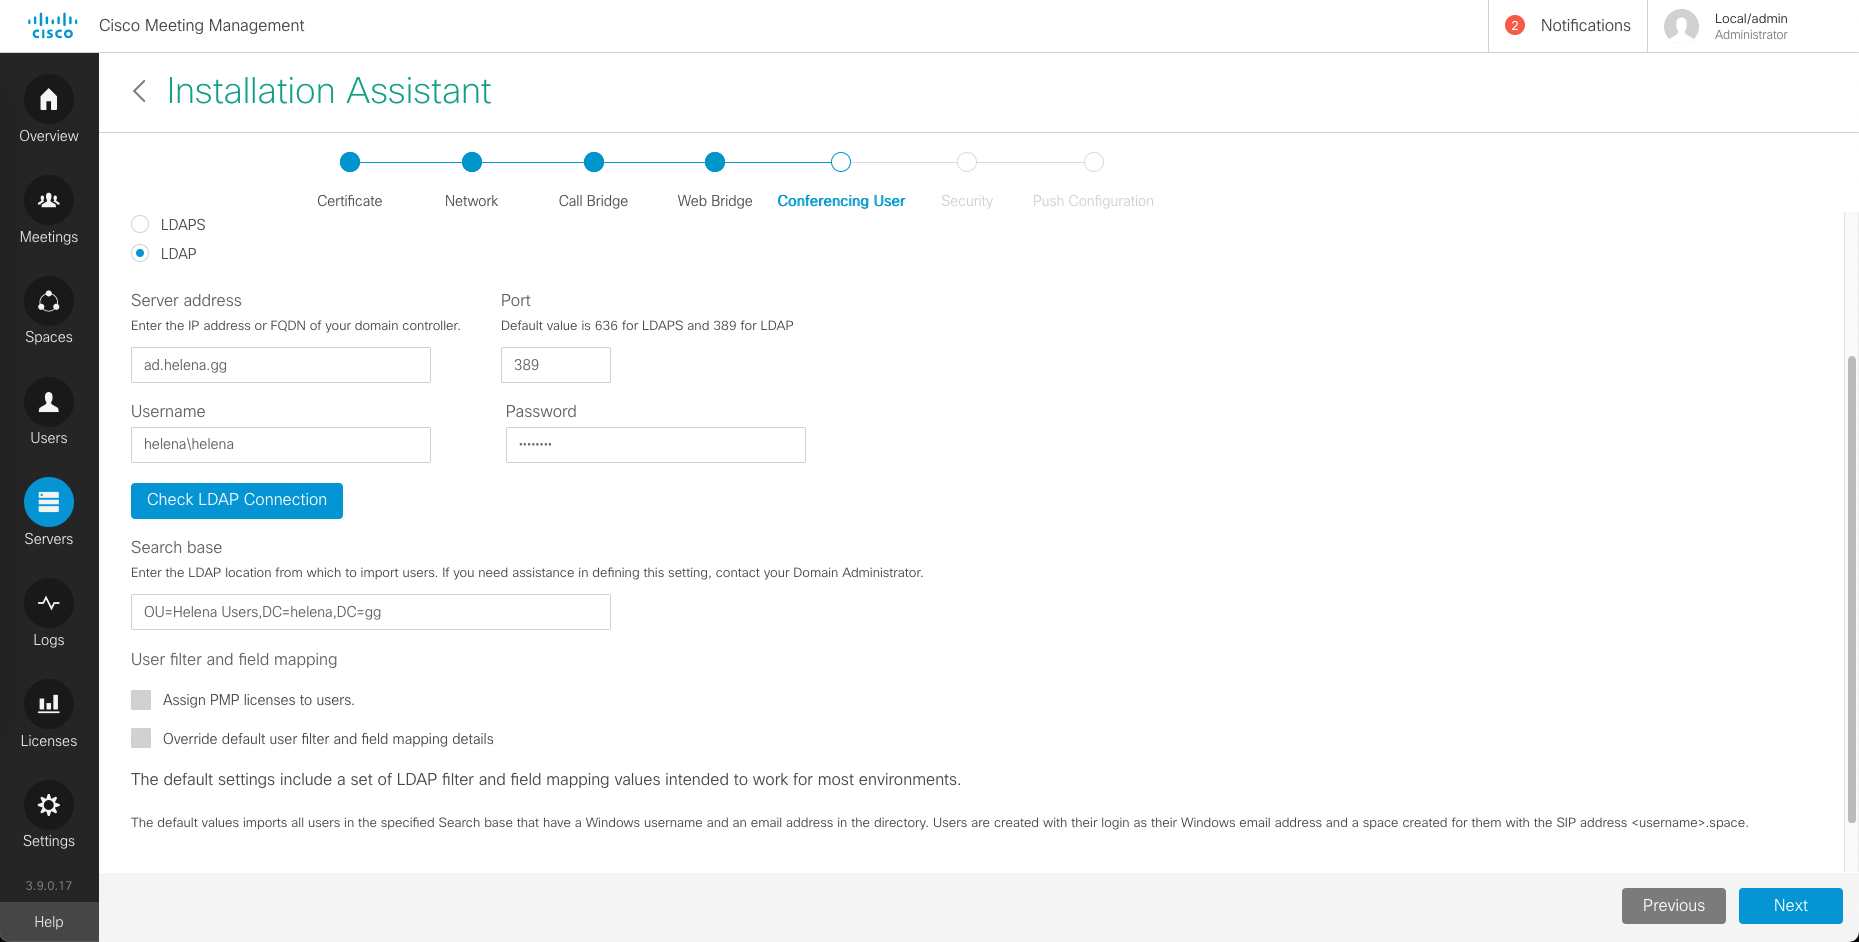 cisco
Cisco Meeting Management
2 Notifications
Local/admin
Administrator
Installation Assistant
Overview
Meetings
Spaces
Users
Servers
Logs
Licenses
Settings
3.9.0.17
Help
Certificate Network Call Bridge Web Bridge Conferencing User Security Push Configuration
LDAPS
LDAP
Server address Port
Enter the IP address or FQDN of your domain controller. Default value is 636 for LDAPS and 389 for LDAP
ad.helena.gg 389
Username Password
helena\helena ••••••••
Check LDAP Connection
Search base
Enter the LDAP location from which to import users. If you need assistance in defining this setting, contact your Domain Administrator.
OU=Helena Users,DC=helena,DC=gg
User filter and field mapping
Assign PMP licenses to users.
Override default user filter and field mapping details
The default settings include a set of LDAP filter and field mapping values intended to work for most environments.
The default values imports all users in the specified Search base that have a Windows username and an email address in the directory. Users are created with their login as their Windows email address and a space created for them with the SIP address <username>.space.
Previous Next